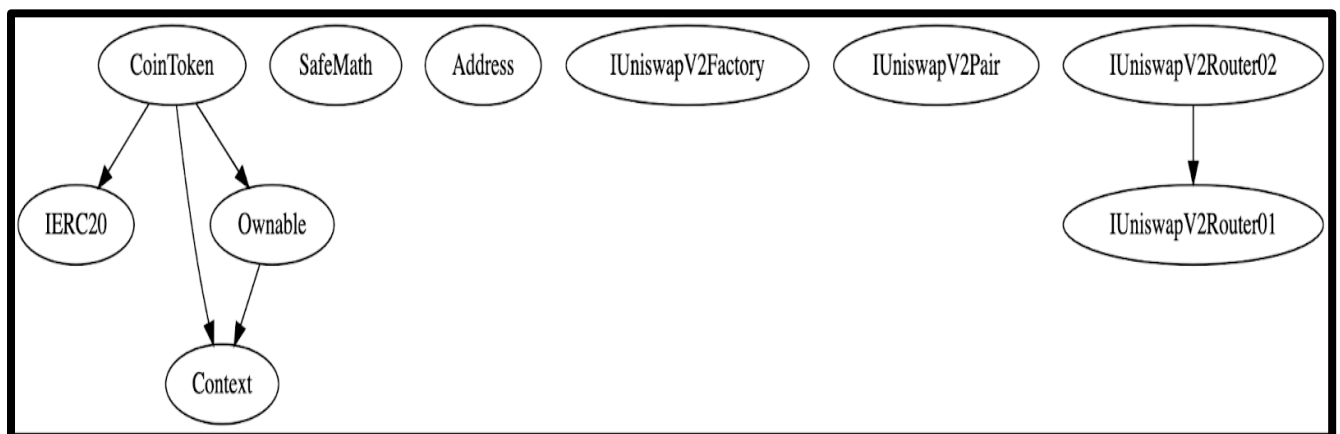 CoinToken
SafeMath
Address
IUniswapV2Factory
IUniswapV2Pair
IUniswapV2Router02
IERC20
Ownable
IUniswapV2Router01
Context